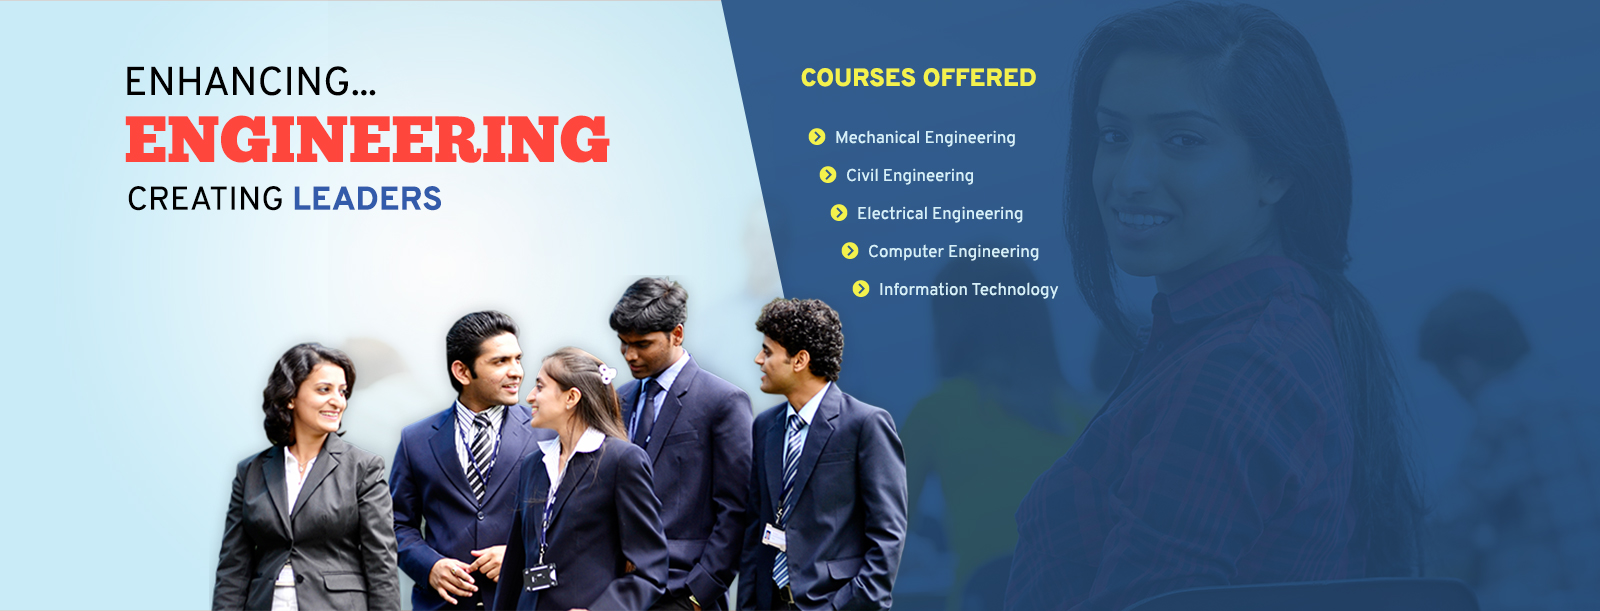 ENHANCING...
ENGINEERING
CREATING LEADERS
COURSES OFFERED
Mechanical Engineering
Civil Engineering
Electrical Engineering
Computer Engineering
Information Technology